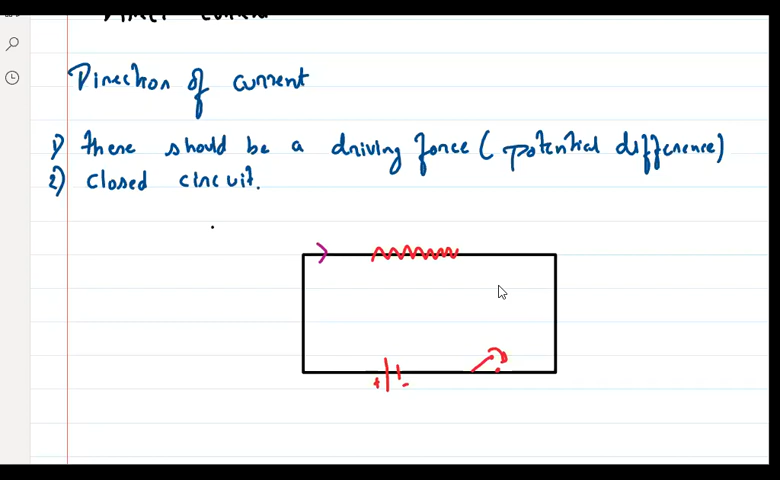 Direction of current
1) there should be a driving force (potential difference)
2) closed circuit.
+ -